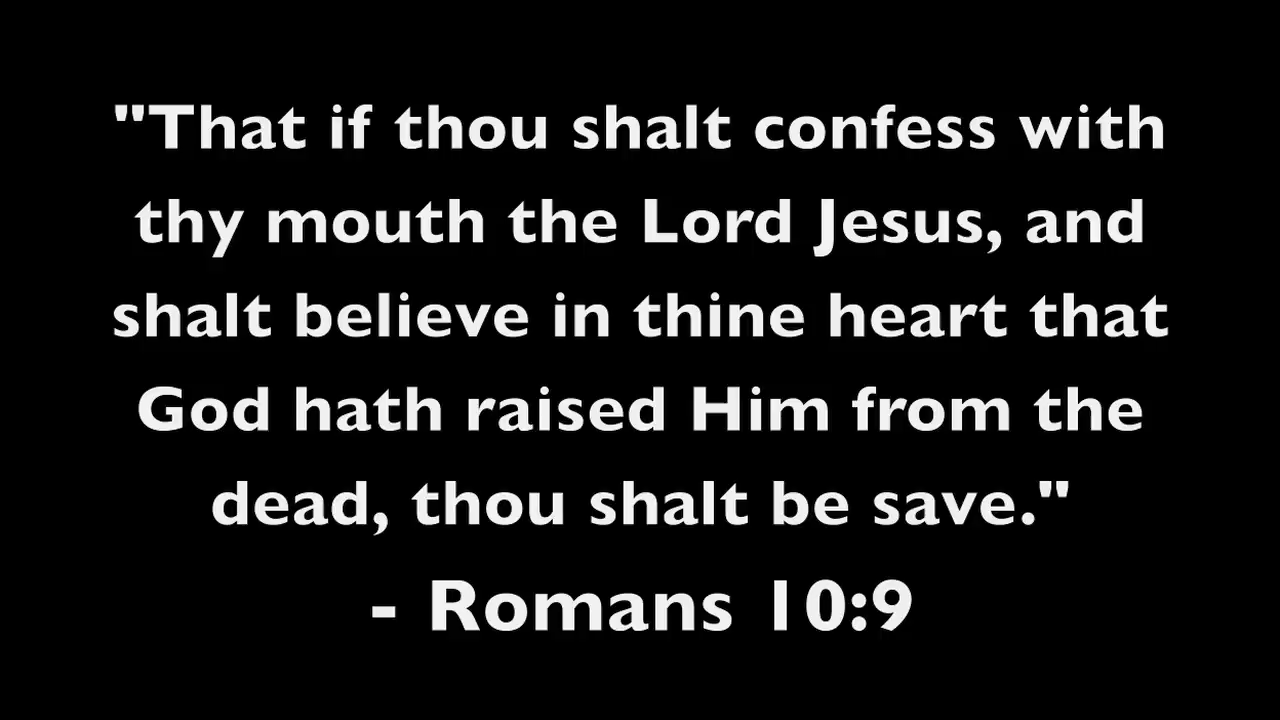 "That if thou shalt confess with
thy mouth the Lord Jesus, and
shalt believe in thine heart that
God hath raised Him from the
dead, thou shalt be save."
- Romans 10:9